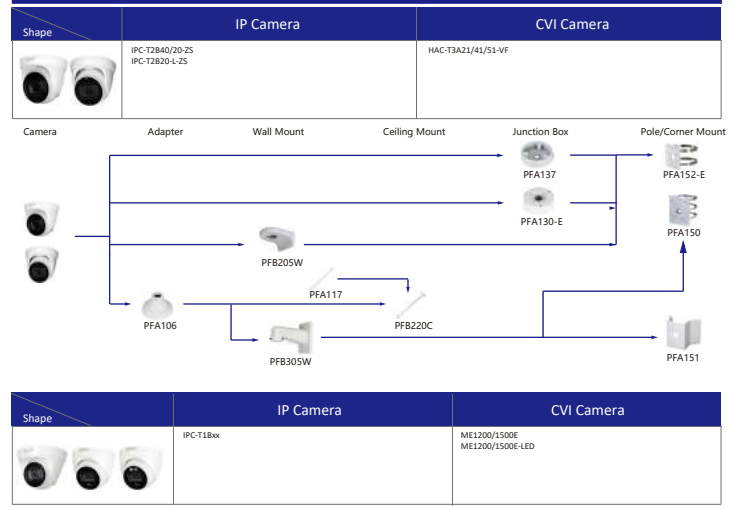 Shape
IP Camera
CVI Camera
IPC-T2B40/20-ZS
IPC-T2B20-L-ZS
HAC-T3A21/41/51-VF
Camera
Adapter
Wall Mount
Ceiling Mount
Junction Box
Pole/Corner Mount
PFA137
PFA152-E
PFA130-E
PFA150
PFB205W
PFA117
PFA106
PFB220C
PFB305W
PFA151
Shape
IP Camera
CVI Camera
IPC-T1Bxx
ME1200/1500E
ME1200/1500E-LED